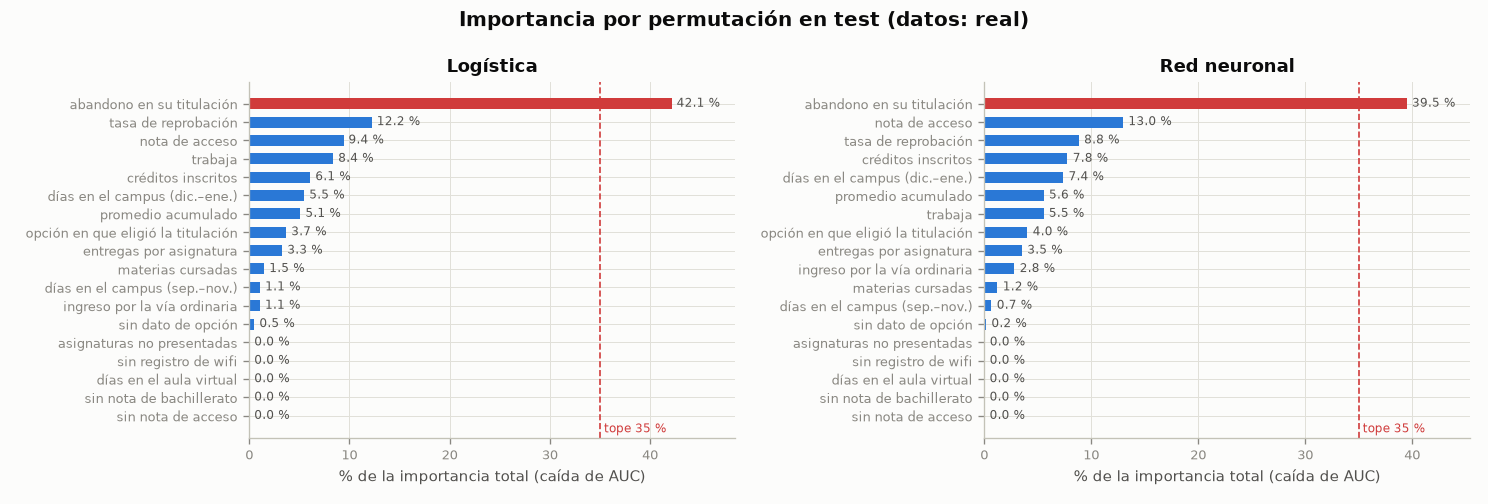 Importancia por permutación en test (datos: real)
Logística
abandono en su titulación 42.1 %
tasa de reprobación 12.2 %
nota de acceso 9.4 %
trabaja 8.4 %
créditos inscritos 6.1 %
días en el campus (dic.–ene.) 5.5 %
promedio acumulado 5.1 %
opción en que eligió la titulación 3.7 %
entregas por asignatura 3.3 %
materias cursadas 1.5 %
días en el campus (sep.–nov.) 1.1 %
ingreso por la vía ordinaria 1.1 %
sin dato de opción 0.5 %
asignaturas no presentadas 0.0 %
sin registro de wifi 0.0 %
días en el aula virtual 0.0 %
sin nota de bachillerato 0.0 %
sin nota de acceso 0.0 %
tope 35 %
0 10 20 30 40
% de la importancia total (caída de AUC)
Red neuronal
abandono en su titulación 39.5 %
nota de acceso 13.0 %
tasa de reprobación 8.8 %
créditos inscritos 7.8 %
días en el campus (dic.–ene.) 7.4 %
promedio acumulado 5.6 %
trabaja 5.5 %
opción en que eligió la titulación 4.0 %
entregas por asignatura 3.5 %
ingreso por la vía ordinaria 2.8 %
materias cursadas 1.2 %
días en el campus (sep.–nov.) 0.7 %
sin dato de opción 0.2 %
asignaturas no presentadas 0.0 %
sin registro de wifi 0.0 %
días en el aula virtual 0.0 %
sin nota de bachillerato 0.0 %
sin nota de acceso 0.0 %
tope 35 %
0 10 20 30 40
% de la importancia total (caída de AUC)